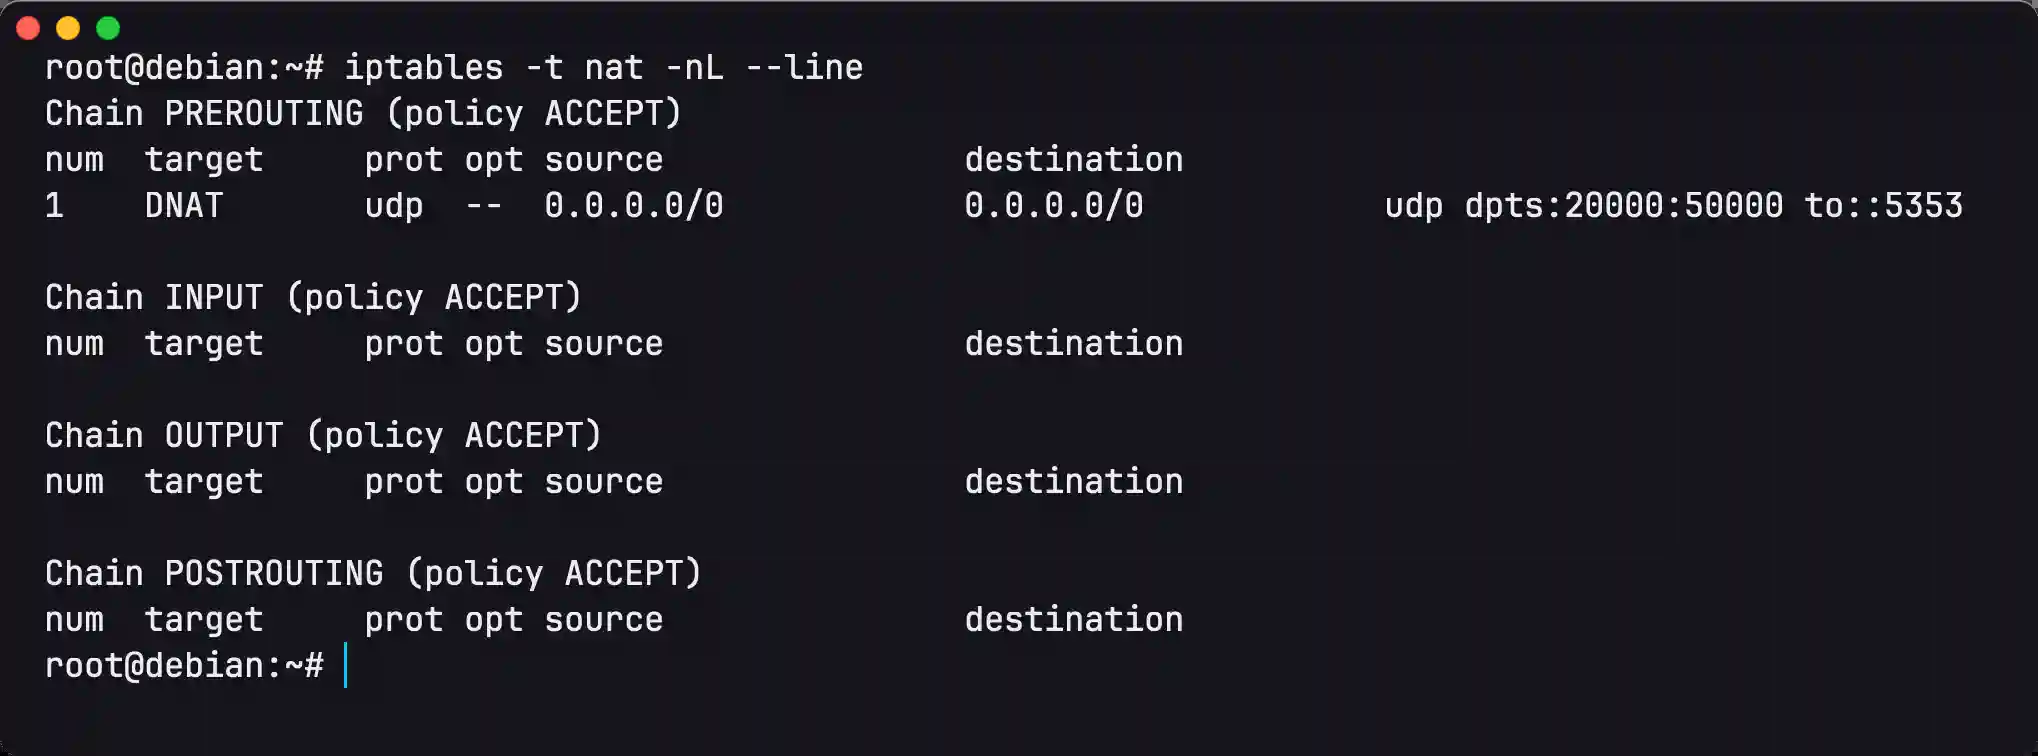 root@debian:~# iptables -t nat -nL --line
Chain PREROUTING (policy ACCEPT)
num  target     prot opt source               destination
1    DNAT       udp  --  0.0.0.0/0            0.0.0.0/0            udp dpts:20000:50000 to::5353

Chain INPUT (policy ACCEPT)
num  target     prot opt source               destination

Chain OUTPUT (policy ACCEPT)
num  target     prot opt source               destination

Chain POSTROUTING (policy ACCEPT)
num  target     prot opt source               destination
root@debian:~#